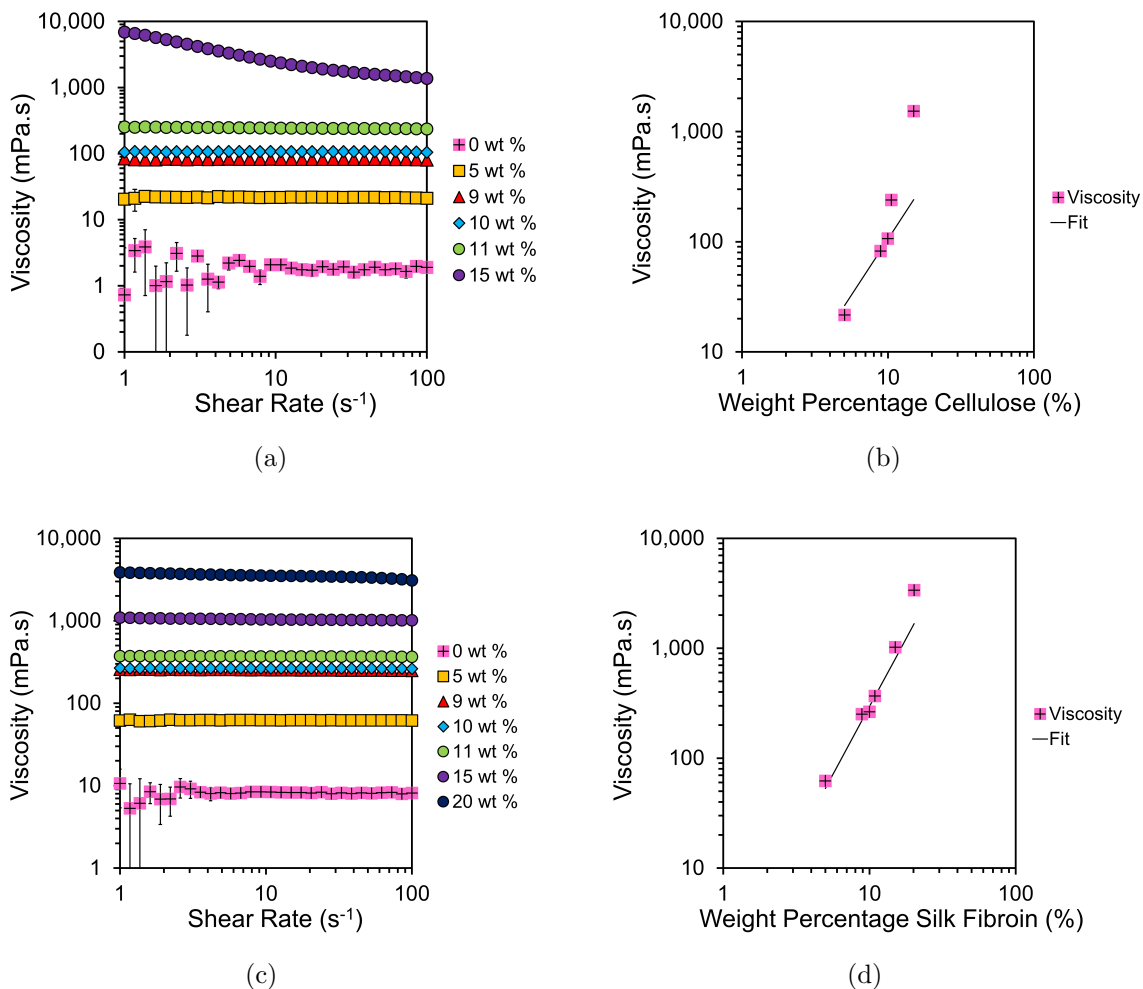 10,000
1,000
100
10
1
0
Viscosity (mPa.s)
1
10
100
Shear Rate (s-1)
0 wt %
5 wt %
9 wt %
10 wt %
11 wt %
15 wt %
(a)
10,000
1,000
100
10
Viscosity (mPa.s)
1
10
100
Weight Percentage Cellulose (%)
Viscosity
Fit
(b)
10,000
1,000
100
10
1
Viscosity (mPa.s)
1
10
100
Shear Rate (s-1)
0 wt %
5 wt %
9 wt %
10 wt %
11 wt %
15 wt %
20 wt %
(c)
10,000
1,000
100
10
Viscosity (mPa.s)
1
10
100
Weight Percentage Silk Fibroin (%)
Viscosity
Fit
(d)